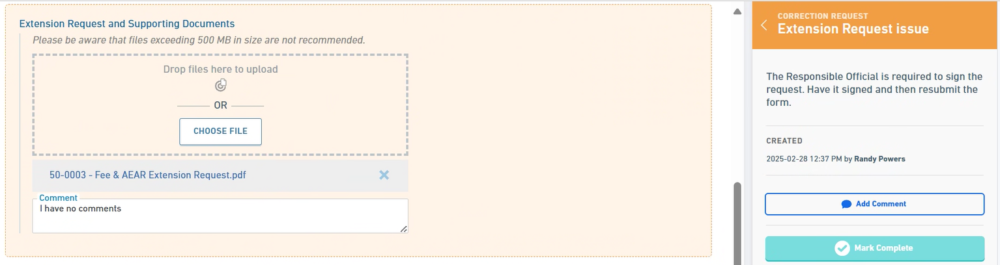 Extension Request and Supporting Documents
Please be aware that files exceeding 500 MB in size are not recommended.
Drop files here to upload
OR
CHOOSE FILE
50-0003 - Fee & AEAR Extension Request.pdf
Comment
I have no comments
CORRECTION REQUEST
Extension Request issue
The Responsible Official is required to sign the
request. Have it signed and then resubmit the
form.
CREATED
2025-02-28 12:37 PM by Randy Powers
Add Comment
Mark Complete